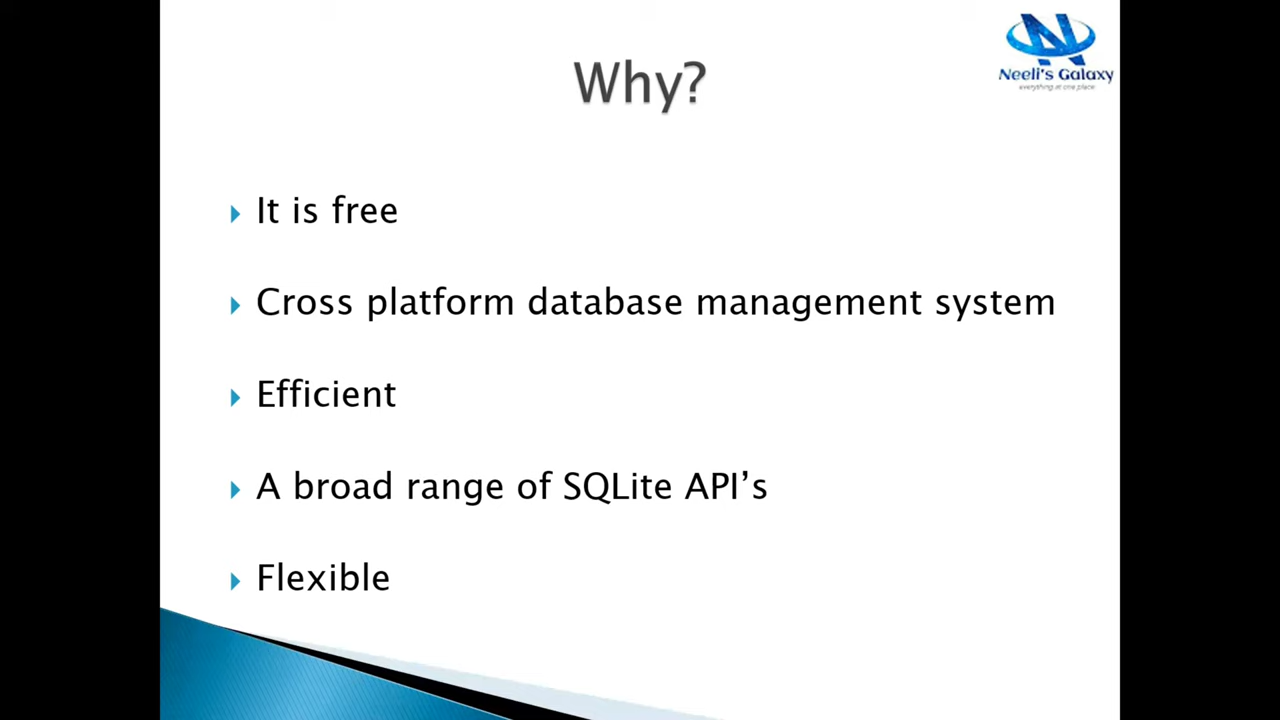 Neeli's Galaxy
everything at one place
Why?
It is free
Cross platform database management system
Efficient
A broad range of SQLite API’s
Flexible